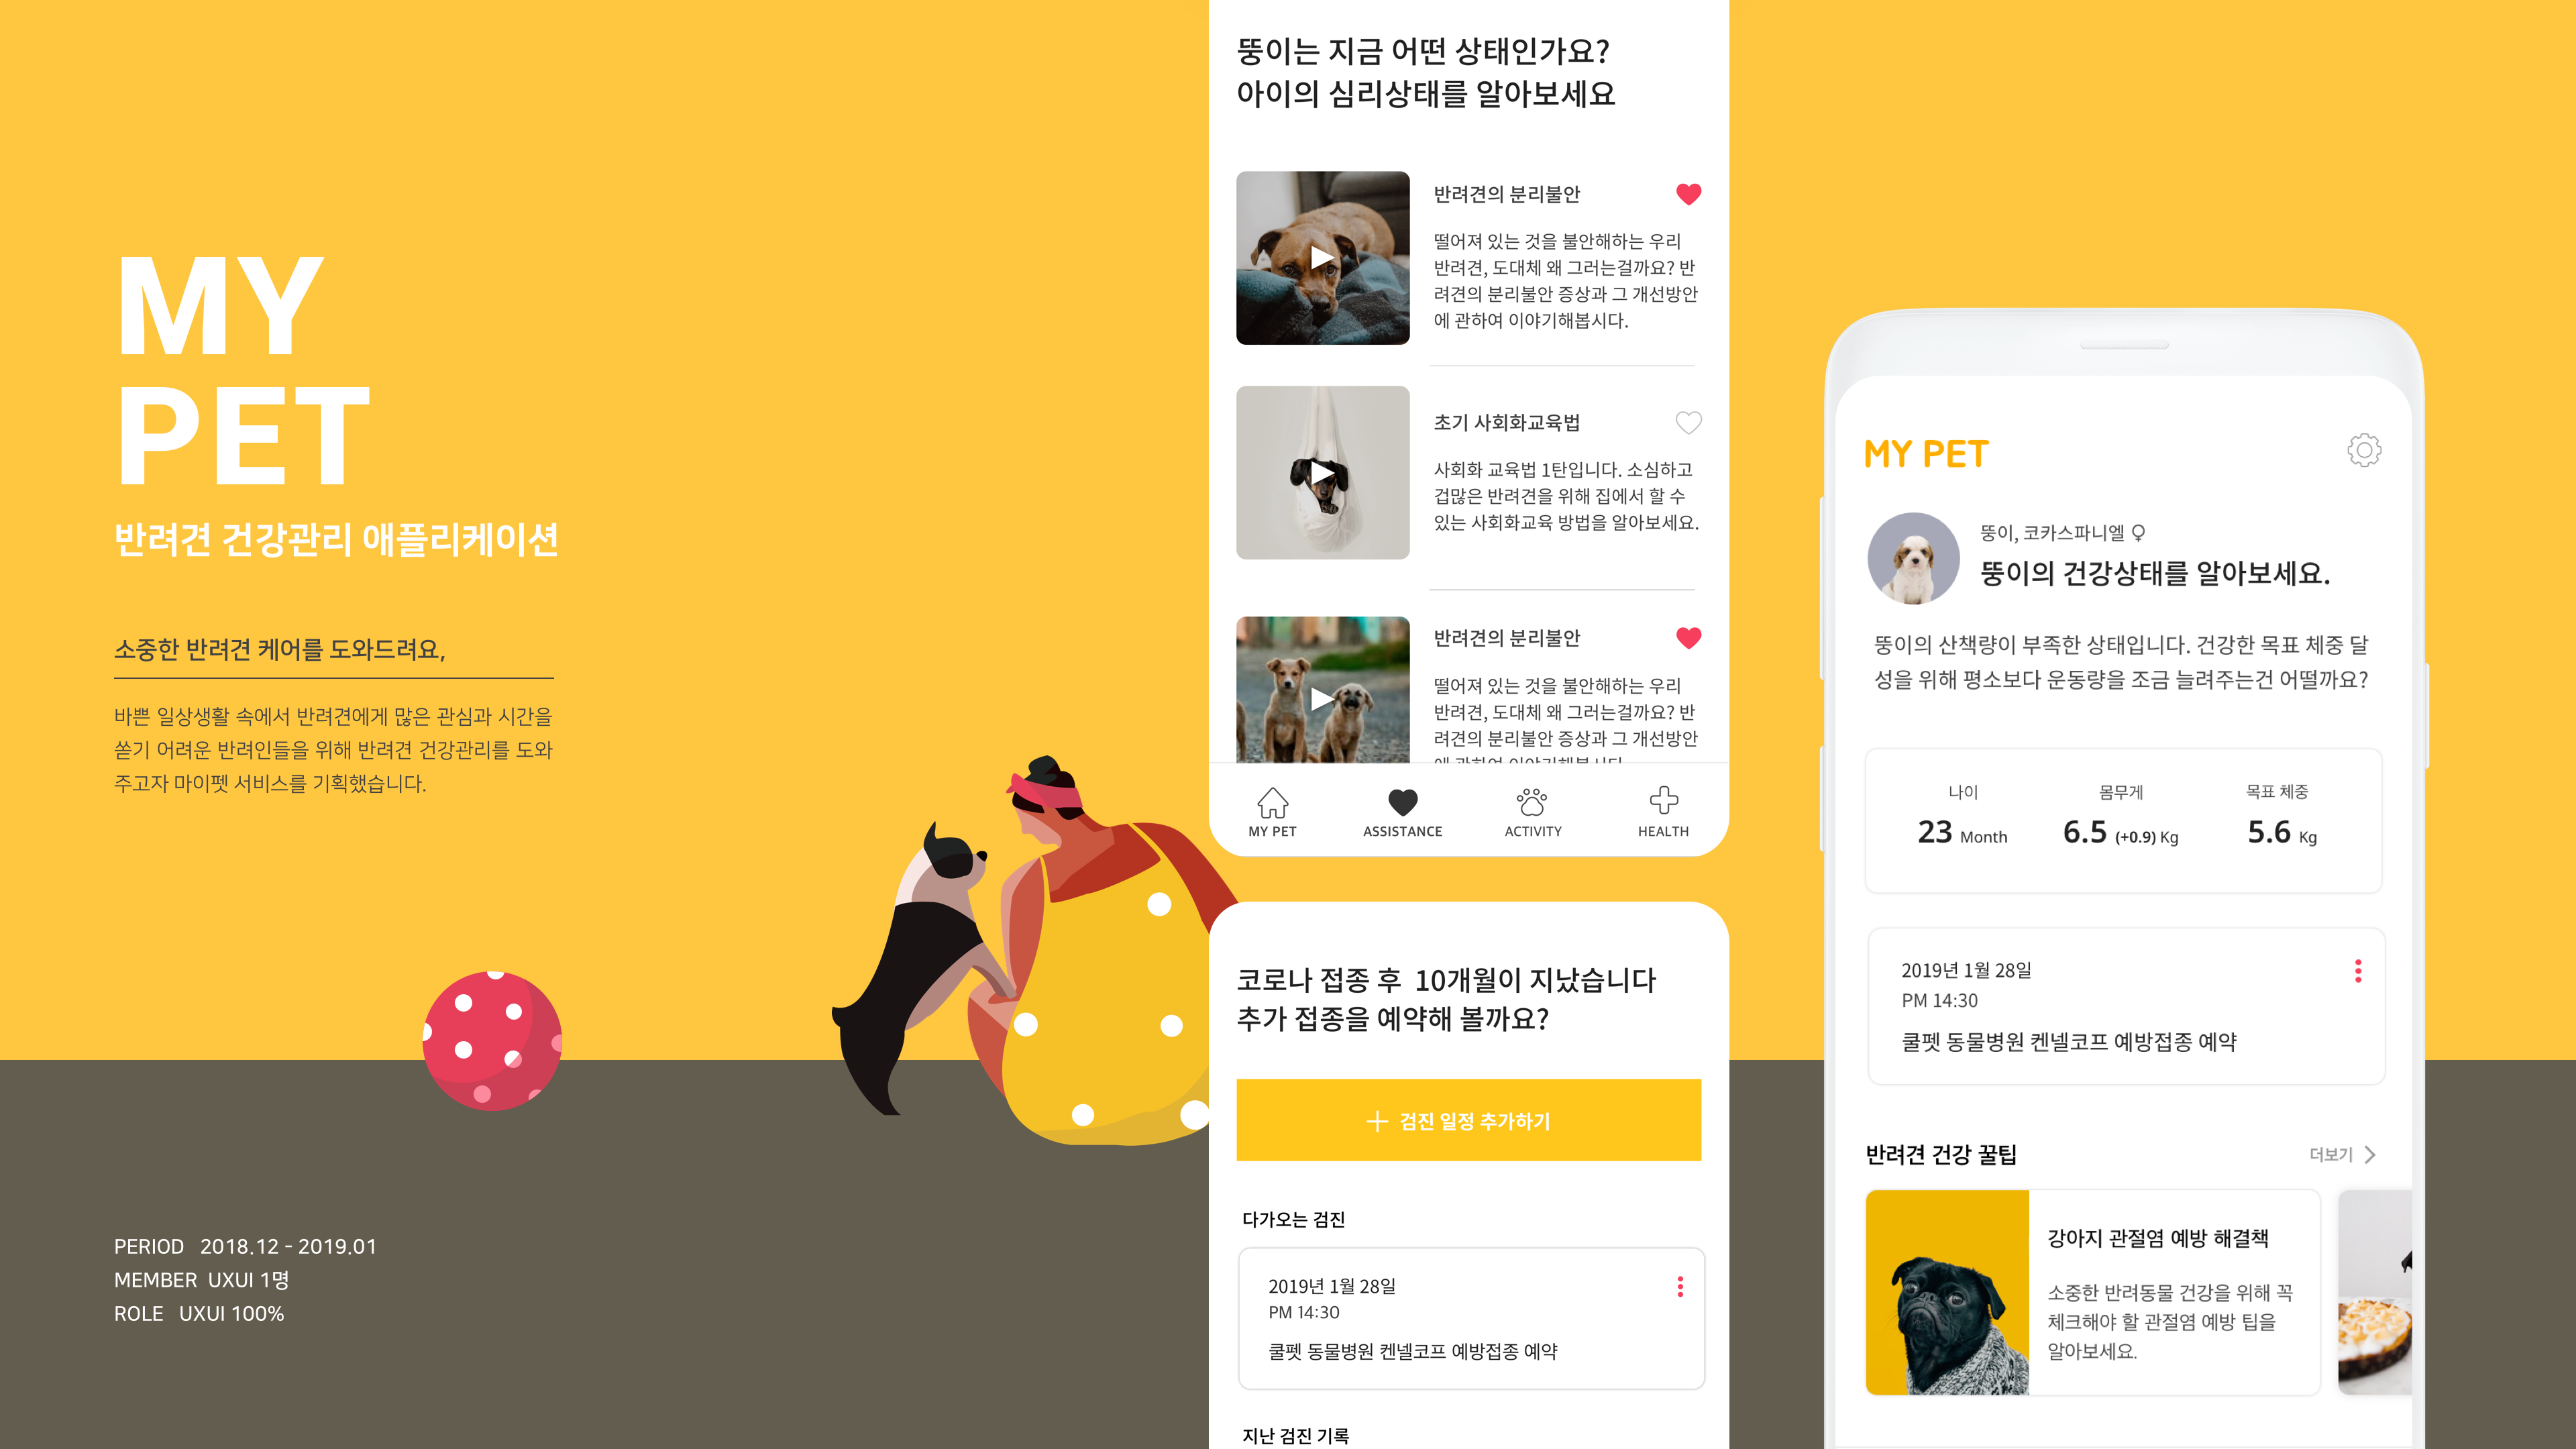 MY
PET
반려견 건강관리 애플리케이션
소중한 반려견 케어를 도와드려요,
바쁜 일상생활 속에서 반려견에게 많은 관심과 시간을
쏟기 어려운 반려인들을 위해 반려견 건강관리를 도와
주고자 마이펫 서비스를 기획했습니다.
PERIOD 2018.12 - 2019.01
MEMBER UXUI 1명
ROLE UXUI 100%
뚱이는 지금 어떤 상태인가요?
아이의 심리상태를 알아보세요
반려견의 분리불안
떨어져 있는 것을 불안해하는 우리
반려견, 도대체 왜 그러는걸까요? 반
려견의 분리불안 증상과 그 개선방안
에 관하여 이야기해봅시다.
초기 사회화교육법
사회화 교육법 1탄입니다. 소심하고
겁많은 반려견을 위해 집에서 할 수
있는 사회화교육 방법을 알아보세요.
반려견의 분리불안
떨어져 있는 것을 불안해하는 우리
반려견, 도대체 왜 그러는걸까요? 반
려견의 분리불안 증상과 그 개선방안
MY PET
ASSISTANCE
ACTIVITY
HEALTH
코로나 접종 후 10개월이 지났습니다
추가 접종을 예약해 볼까요?
검진 일정 추가하기
다가오는 검진
2019년 1월 28일
PM 14:30
쿨펫 동물병원 켄넬코프 예방접종 예약
지난 검진 기록
MY PET
뚱이, 코카스파니엘 ♀
뚱이의 건강상태를 알아보세요.
뚱이의 산책량이 부족한 상태입니다. 건강한 목표 체중 달
성을 위해 평소보다 운동량을 조금 늘려주는건 어떨까요?
나이
23 Month
몸무게
6.5 (+0.9) Kg
목표 체중
5.6 Kg
2019년 1월 28일
PM 14:30
쿨펫 동물병원 켄넬코프 예방접종 예약
반려견 건강 꿀팁
더보기
강아지 관절염 예방 해결책
소중한 반려동물 건강을 위해 꼭
체크해야 할 관절염 예방 팁을
알아보세요.